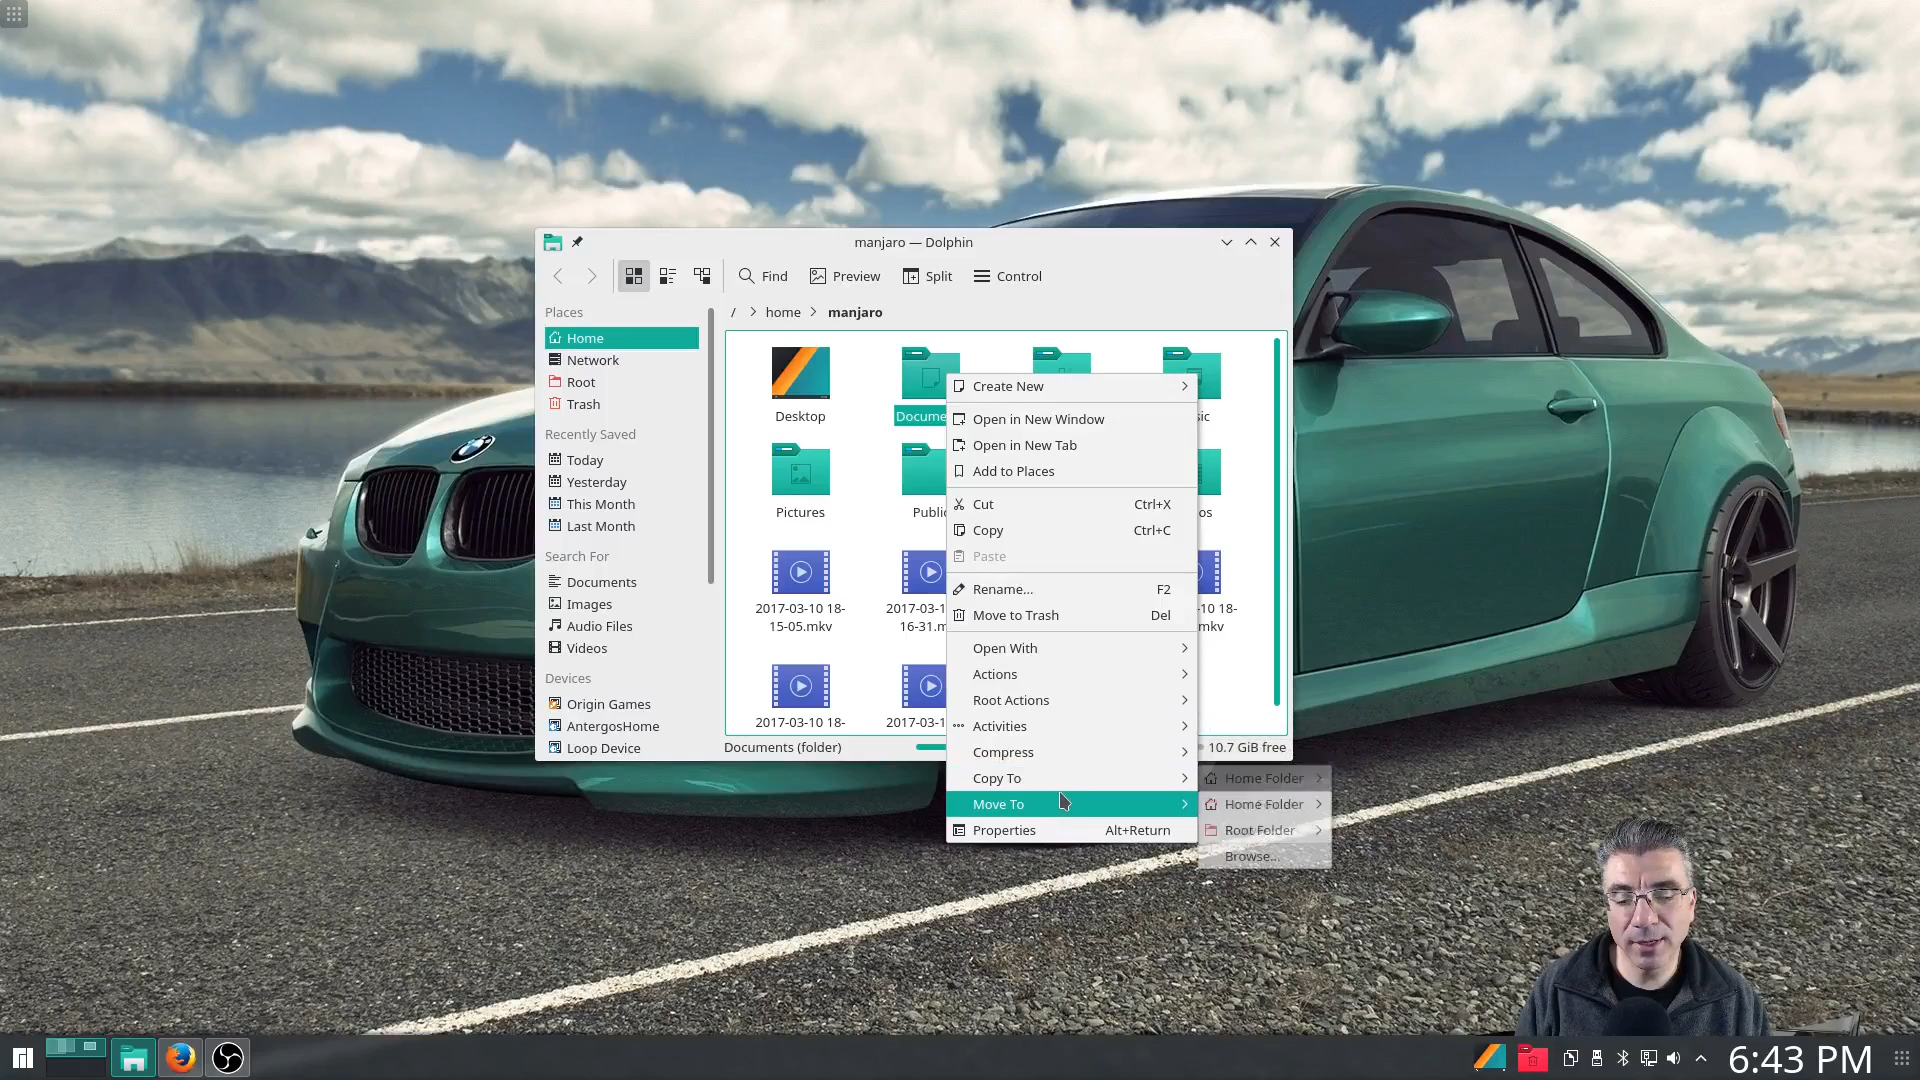 manjaro — Dolphin
Find
Preview
Split
Control
Places
/ > home > manjaro
Home
Network
Root
Trash
Recently Saved
Today
Yesterday
This Month
Last Month
Search For
Documents
Images
Audio Files
Videos
Devices
Origin Games
AntergosHome
Loop Device
Desktop
Docume
sic
Pictures
Public
os
2017-03-10 18-
15-05.mkv
2017-03-1
16-31.m
10 18-
mkv
2017-03-10 18-
2017-03-1
Documents (folder)
10.7 GiB free
Create New
Open in New Window
Open in New Tab
Add to Places
Cut Ctrl+X
Copy Ctrl+C
Paste
Rename... F2
Move to Trash Del
Open With
Actions
Root Actions
Activities
Compress
Copy To
Move To
Properties Alt+Return
Home Folder
Home Folder
Root Folder
Browse...
6:43 PM